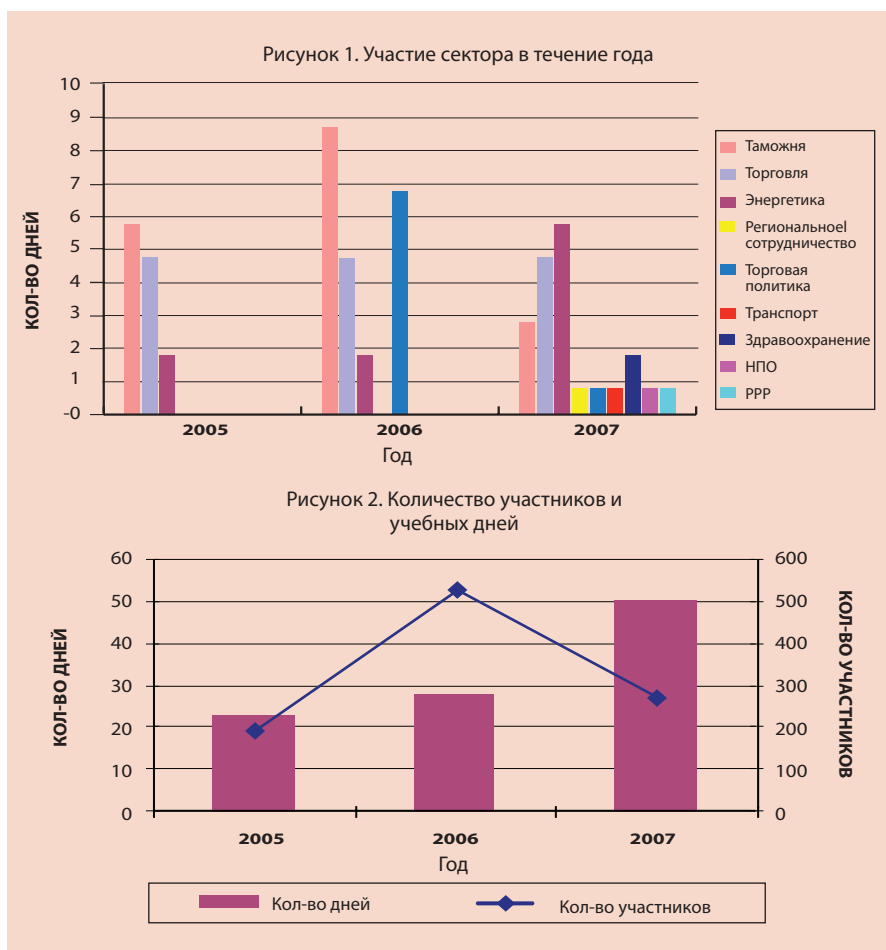 Рисунок 1. Участие сектора в течение года
КОЛ-ВО ДНЕЙ
10
9
8
7
6
5
4
3
2
1
-0
2005 2006 2007
Год
Таможня
Торговля
Энергетика
Региональноеl
сотрудничество
Торговая
политика
Транспорт
Здравоохранение
НПО
PPP
Рисунок 2. Количество участников и
учебных дней
КОЛ-ВО ДНЕЙ
60
50
40
30
20
10
0
600
500
400
300
200
100
0
КОЛ-ВО УЧАСТНИКОВ
2005 2006 2007
Год
Кол-во дней Кол-во участников